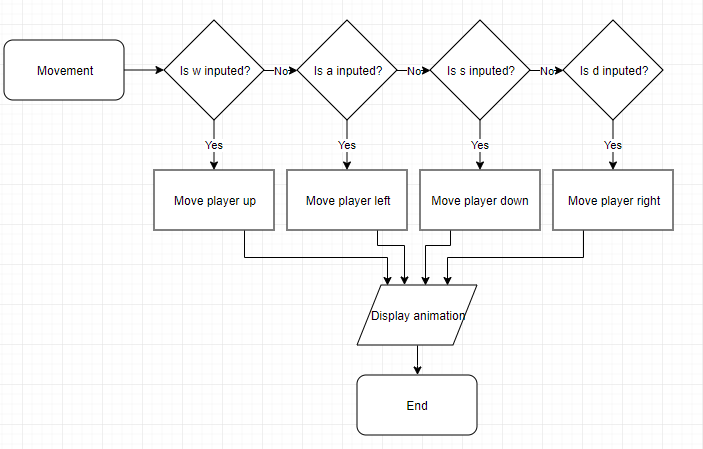 Movement
Is w inputed?
No
Is a inputed?
No
Is s inputed?
No
Is d inputed?
Yes
Yes
Yes
Yes
Move player up
Move player left
Move player down
Move player right
Display animation
End